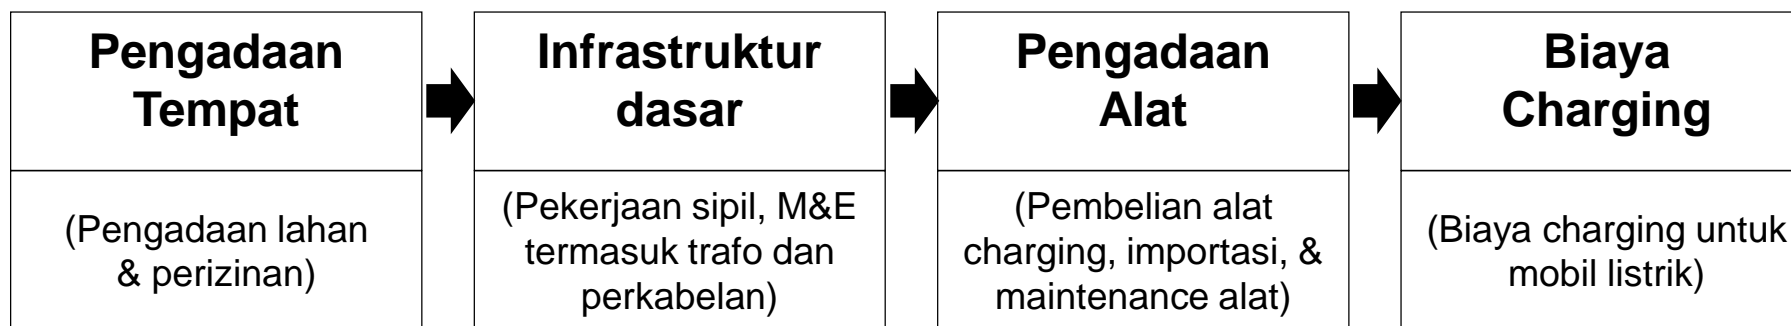 Pengadaan
Tempat
(Pengadaan lahan
& perizinan)
Infrastruktur
dasar
(Pekerjaan sipil, M&E
termasuk trafo dan
perkabelan)
Pengadaan
Alat
(Pembelian alat
charging, importasi, &
maintenance alat)
Biaya
Charging
(Biaya charging untuk
mobil listrik)